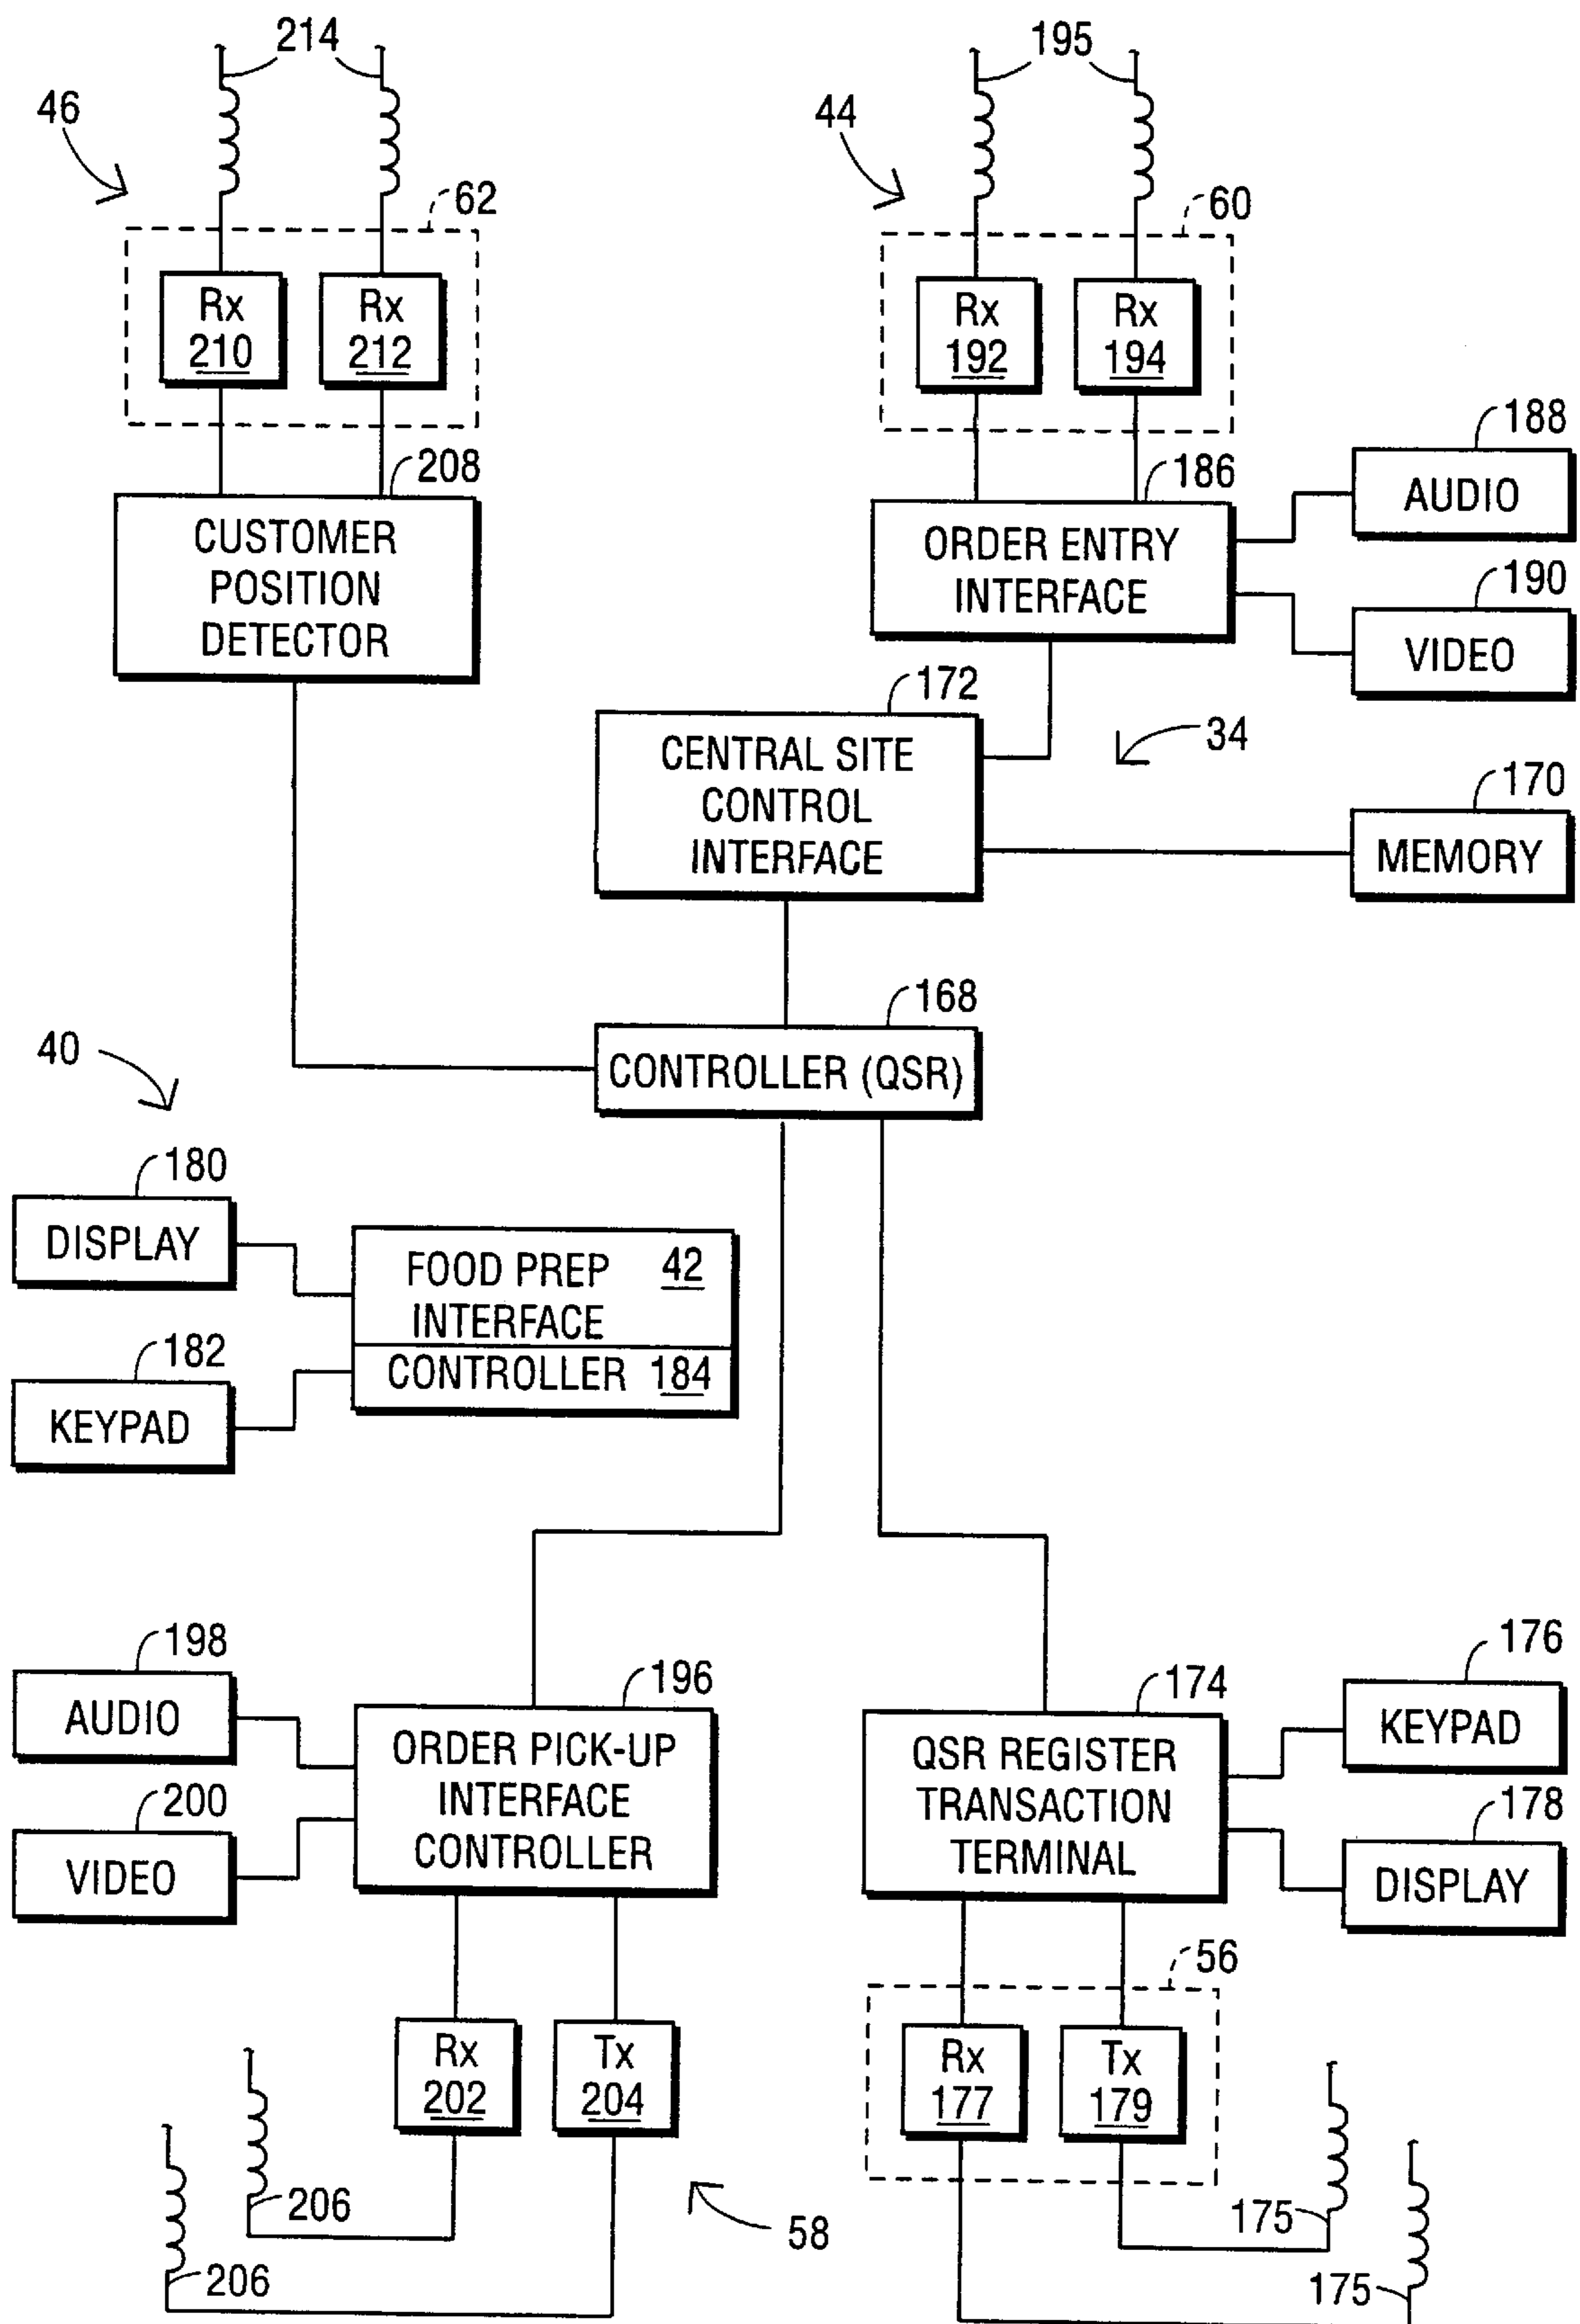 214
195
46
44
62
60
Rx
210
Rx
212
Rx
192
Rx
194
188
208
186
AUDIO
CUSTOMER
POSITION
DETECTOR
ORDER ENTRY
INTERFACE
190
VIDEO
172
34
CENTRAL SITE
CONTROL
INTERFACE
170
MEMORY
168
40
CONTROLLER (QSR)
180
DISPLAY
FOOD PREP 42
INTERFACE
182
CONTROLLER 184
KEYPAD
198
176
196
174
AUDIO
KEYPAD
ORDER PICK-UP
INTERFACE
CONTROLLER
QSR REGISTER
TRANSACTION
TERMINAL
200
178
VIDEO
DISPLAY
56
Rx
202
Tx
204
Rx
177
Tx
179
206
58
175
206
175